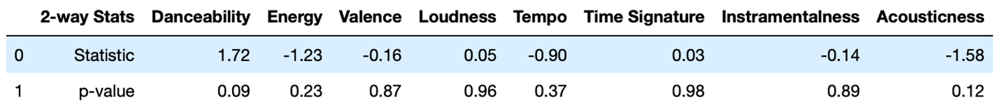 2-way Stats Danceability Energy Valence Loudness Tempo Time Signature Instramentalness Acousticness
0 Statistic 1.72 -1.23 -0.16 0.05 -0.90 0.03 -0.14 -1.58
1 p-value 0.09 0.23 0.87 0.96 0.37 0.98 0.89 0.12